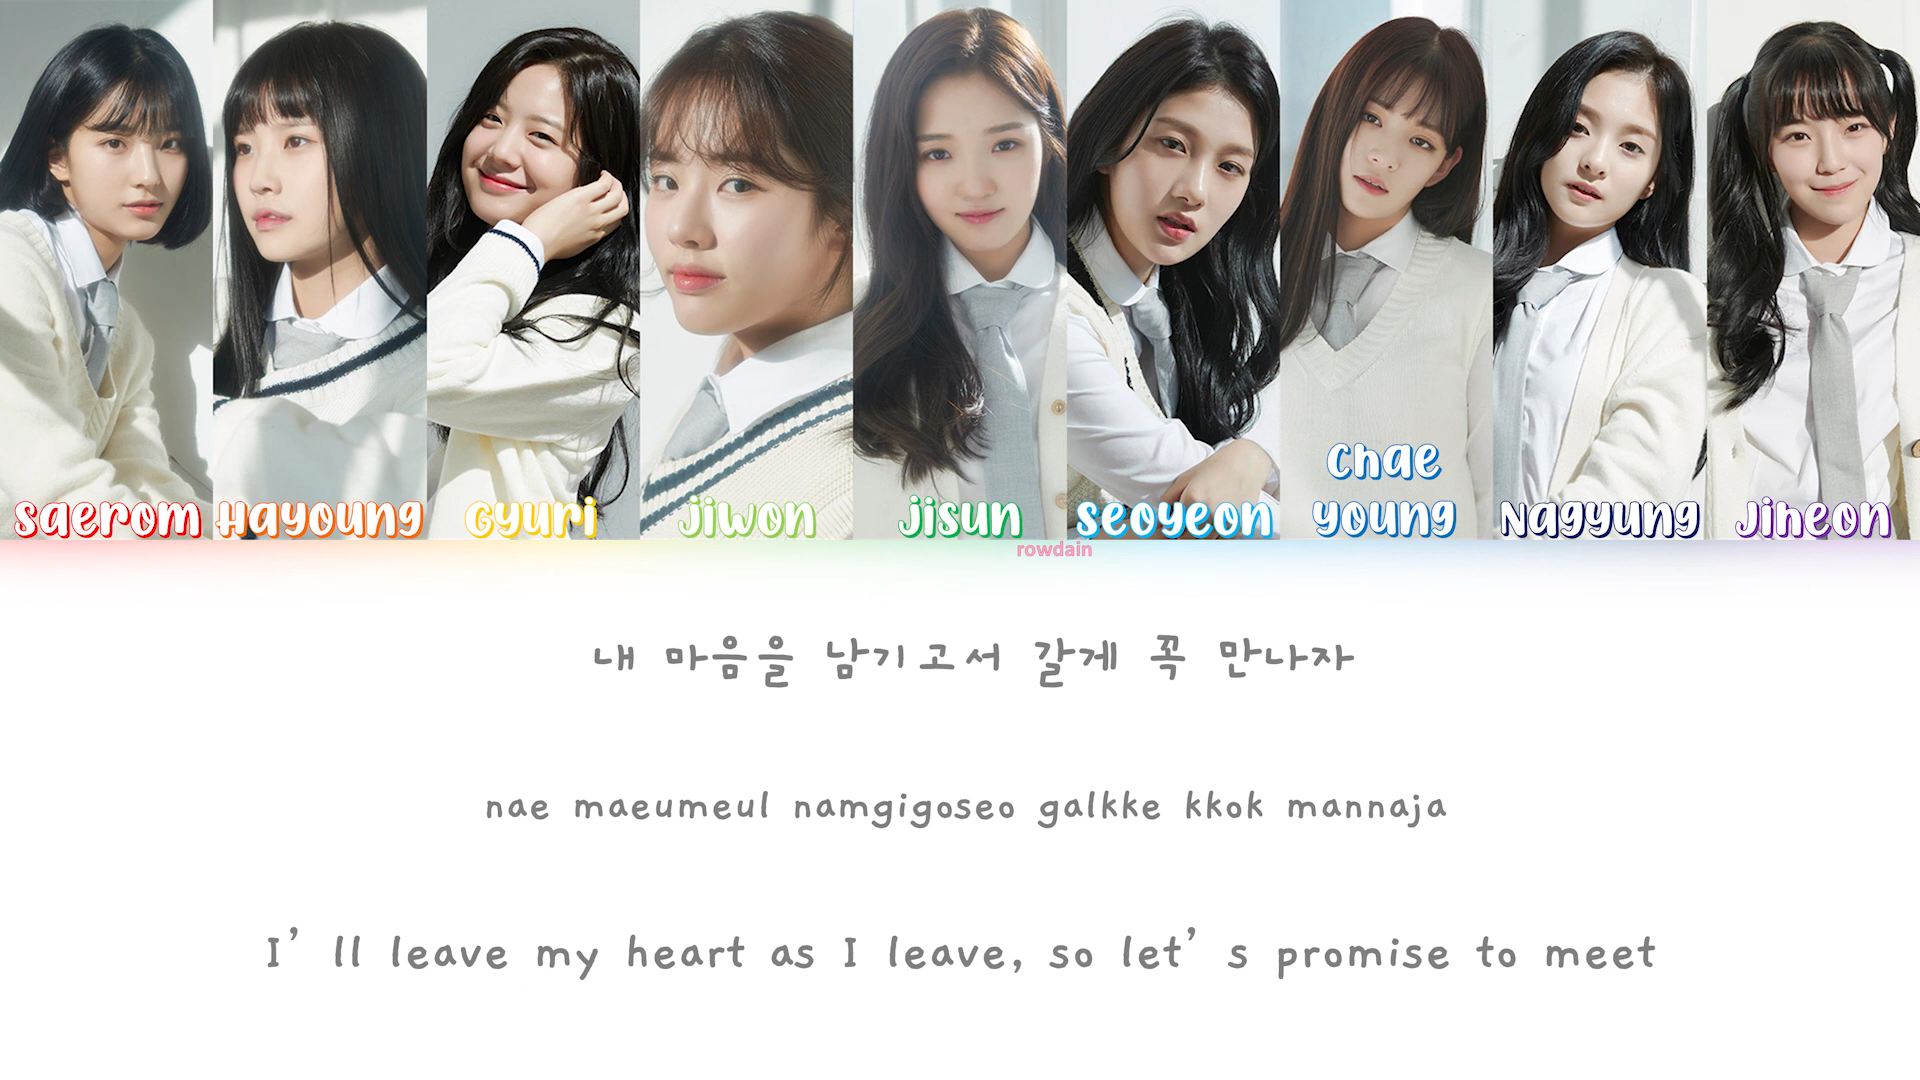 Saerom Hayoung Gyuri Jiwon Jisun Seoyeon Chae young Nagyung Jiheon
rowdain
내 마음을 남기고서 갈게 꼭 만나자
nae maeumeul namgigoseo galkke kkok mannaja
I'll leave my heart as I leave, so let's promise to meet